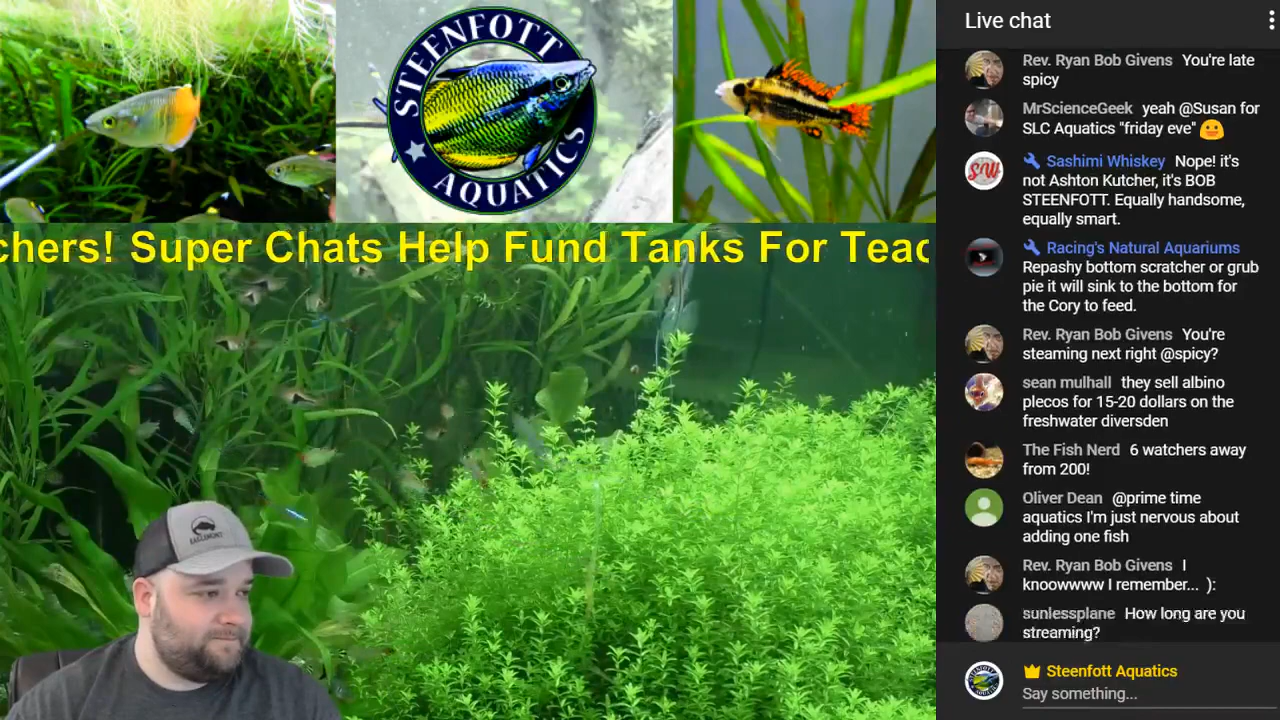 STEENFOTT
AQUATICS
chers! Super Chats Help Fund Tanks For Teac
EAGLEMONT
Live chat
Rev. Ryan Bob Givens You're late
spicy
MrScienceGeek yeah @Susan for
SLC Aquatics "friday eve"
SW
Sashimi Whiskey Nope! it's
not Ashton Kutcher, it's BOB
STEENFOTT. Equally handsome,
equally smart.
Racing's Natural Aquariums
Repashy bottom scratcher or grub
pie it will sink to the bottom for
the Cory to feed.
Rev. Ryan Bob Givens You're
steaming next right @spicy?
sean mulhall they sell albino
plecos for 15-20 dollars on the
freshwater diversden
The Fish Nerd 6 watchers away
from 200!
Oliver Dean @prime time
aquatics I'm just nervous about
adding one fish
Rev. Ryan Bob Givens I
knoowwww I remember... ):
sunlessplane How long are you
streaming?
Steenfott Aquatics
Say something...